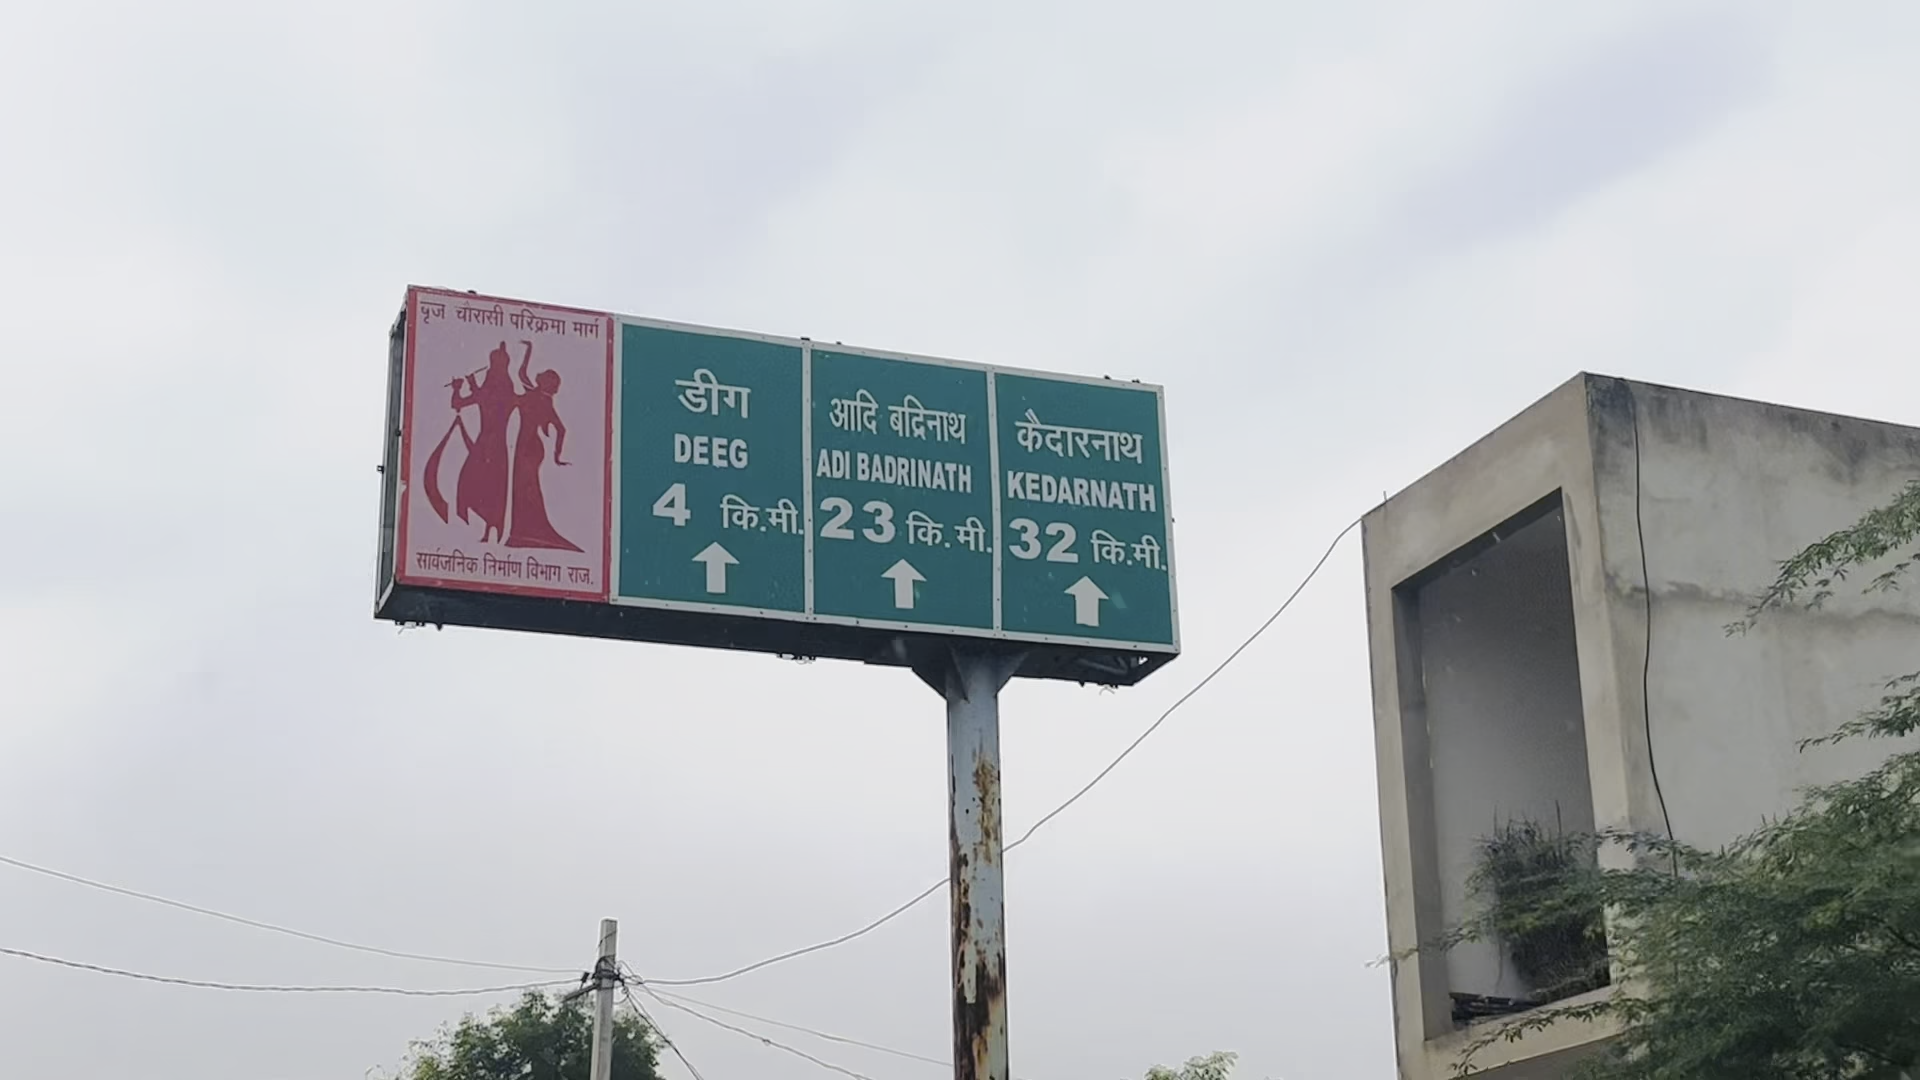 बृज चौरासी परिक्रमा मार्ग
सार्वजनिक निर्माण विभाग राज.
डीग
DEEG
4 कि.मी.
आदि बद्रिनाथ
ADI BADRINATH
23 कि. मी.
कैदारनाथ
KEDARNATH
32 कि.मी.